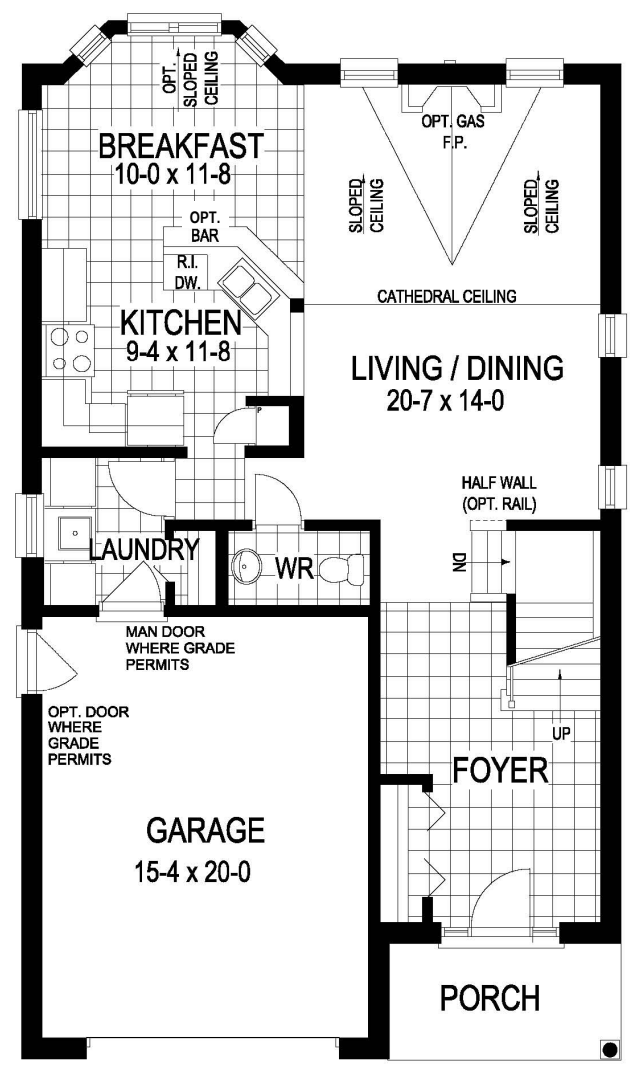 OPT.
SLOPED
CEILING
BREAKFAST
10-0 x 11-8
OPT. GAS
F.P.
SLOPED
CEILING
SLOPED
CEILING
OPT.
BAR
R.I.
DW.
CATHEDRAL CEILING
KITCHEN
9-4 x 11-8
LIVING / DINING
20-7 x 14-0
P
HALF WALL
(OPT. RAIL)
LAUNDRY
WR
DN
MAN DOOR
WHERE GRADE
PERMITS
OPT. DOOR
WHERE
GRADE
PERMITS
UP
FOYER
GARAGE
15-4 x 20-0
PORCH